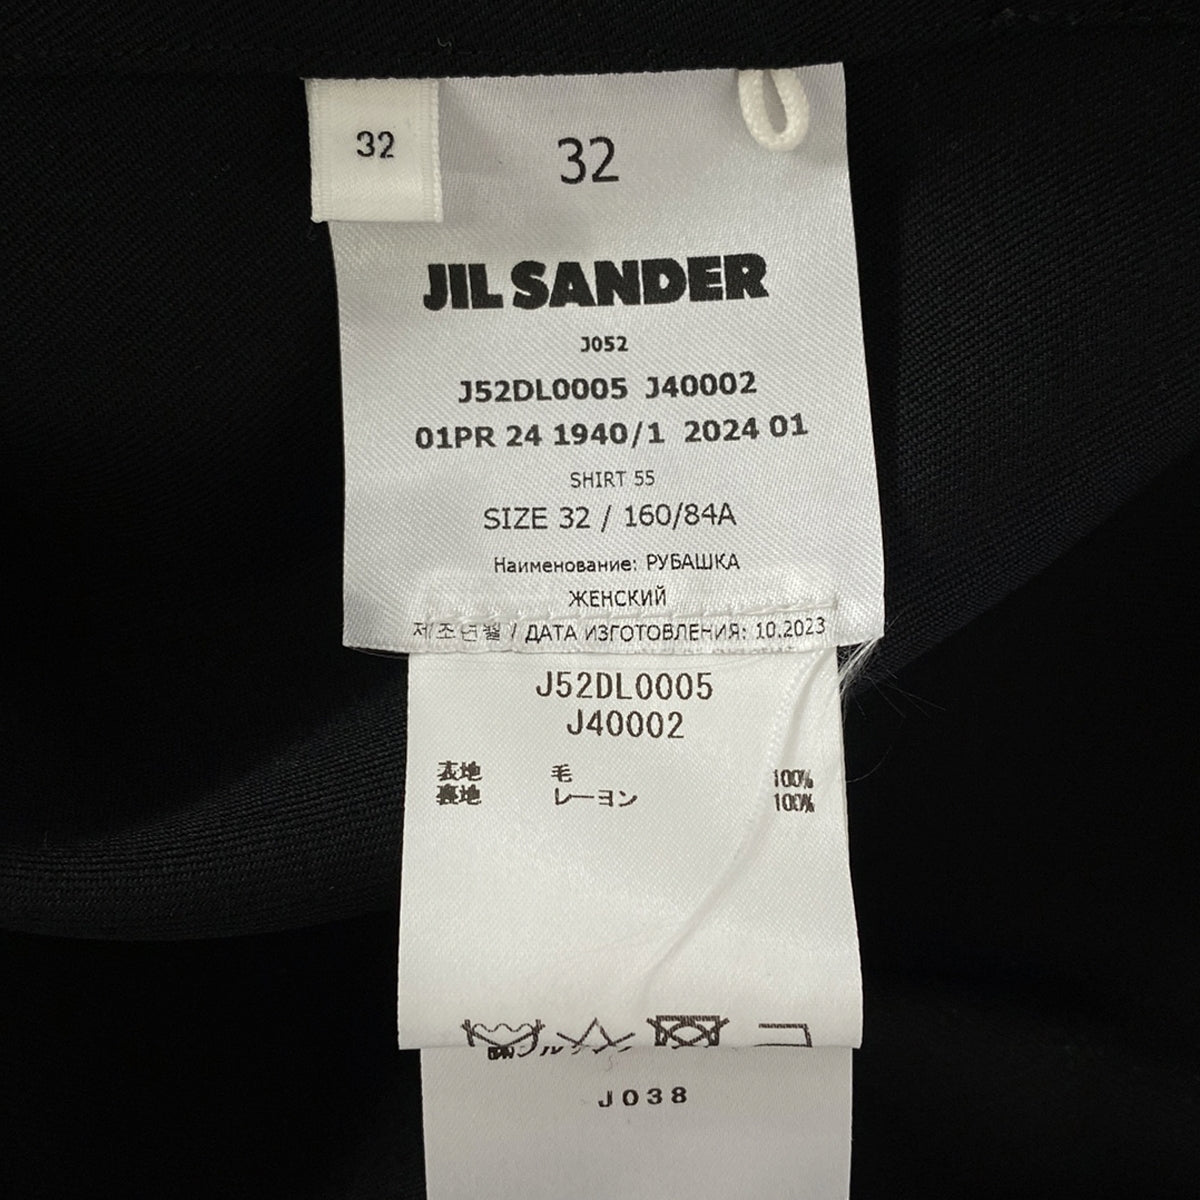 32
32
JIL SANDER
J052
J52DL0005 J40002
01PR 24 1940/1 2024 01
SHIRT 55
SIZE 32 / 160/84A
Наименование: РУБАШКА
ЖЕНСКИЙ
제조년월 / ДАТА ИЗГОТОВЛЕНИЯ: 10.2023
J52DL0005
J40002
表地 毛 100%
裏地 レーヨン 100%
J038